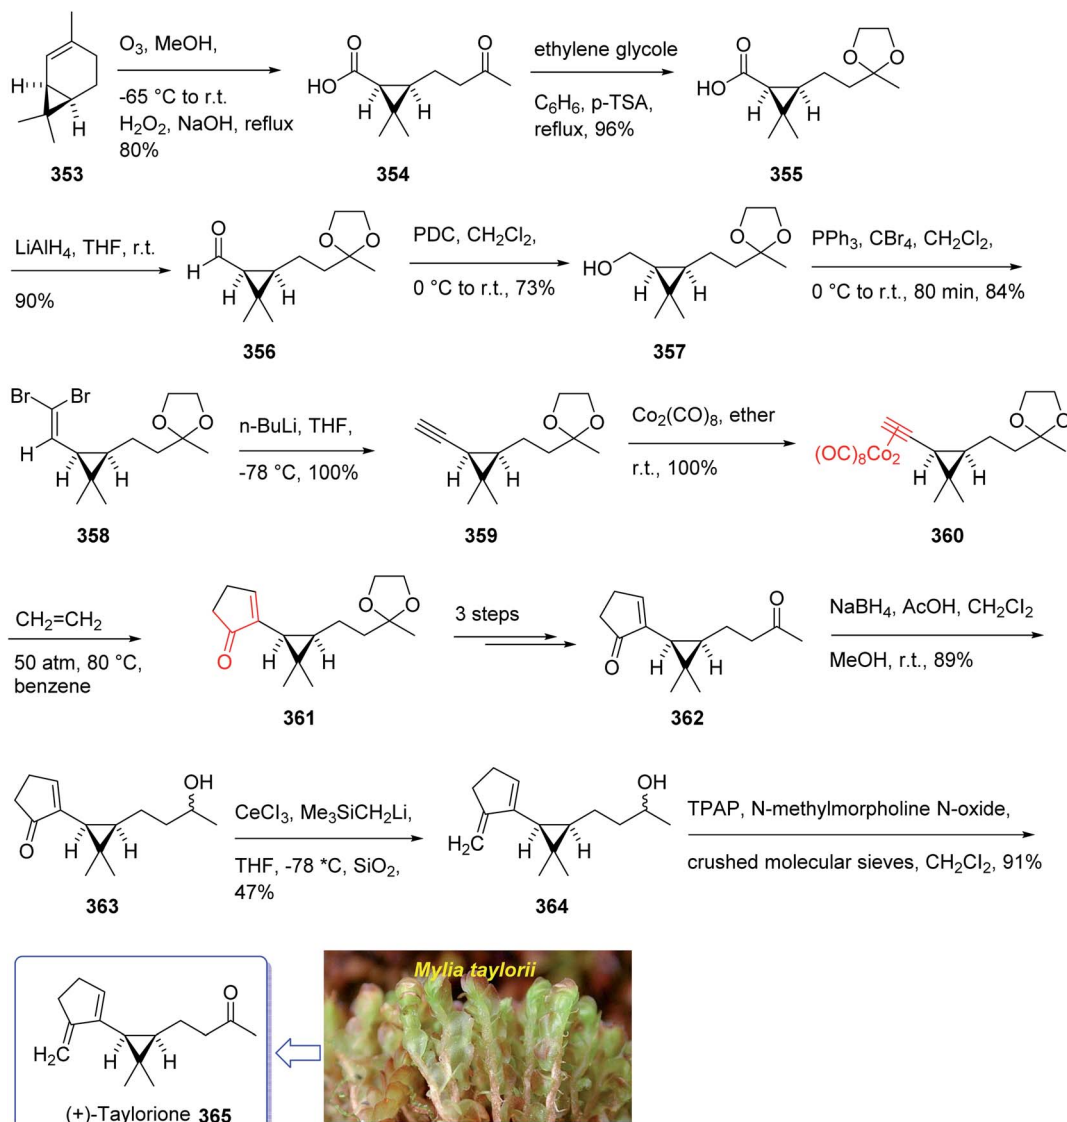 O3, MeOH,
-65 °C to r.t.
H2O2, NaOH, reflux
80%
H
H
353
O
HO
O
H
H
354
ethylene glycole
C6H6, p-TSA,
reflux, 96%
O
HO
O
O
H
H
355
LiAlH4, THF, r.t.
90%
O
H
O
O
H
H
356
PDC, CH2Cl2,
0 °C to r.t., 73%
HO
O
O
H
H
357
PPh3, CBr4, CH2Cl2,
0 °C to r.t., 80 min, 84%
Br Br
H
O
O
H
H
358
n-BuLi, THF,
-78 °C, 100%
O
O
H
H
359
Co2(CO)8, ether
r.t., 100%
(OC)8Co2
O
O
H
H
360
CH2=CH2
50 atm, 80 °C,
benzene
O
O
O
H
H
361
3 steps
O
O
H
H
362
NaBH4, AcOH, CH2Cl2
MeOH, r.t., 89%
O
OH
H
H
363
CeCl3, Me3SiCH2Li,
THF, -78 *C, SiO2,
47%
H2C
OH
H
H
364
TPAP, N-methylmorpholine N-oxide,
crushed molecular sieves, CH2Cl2, 91%
H2C
O
H
H
(+)-Taylorione 365
Mylia taylorii